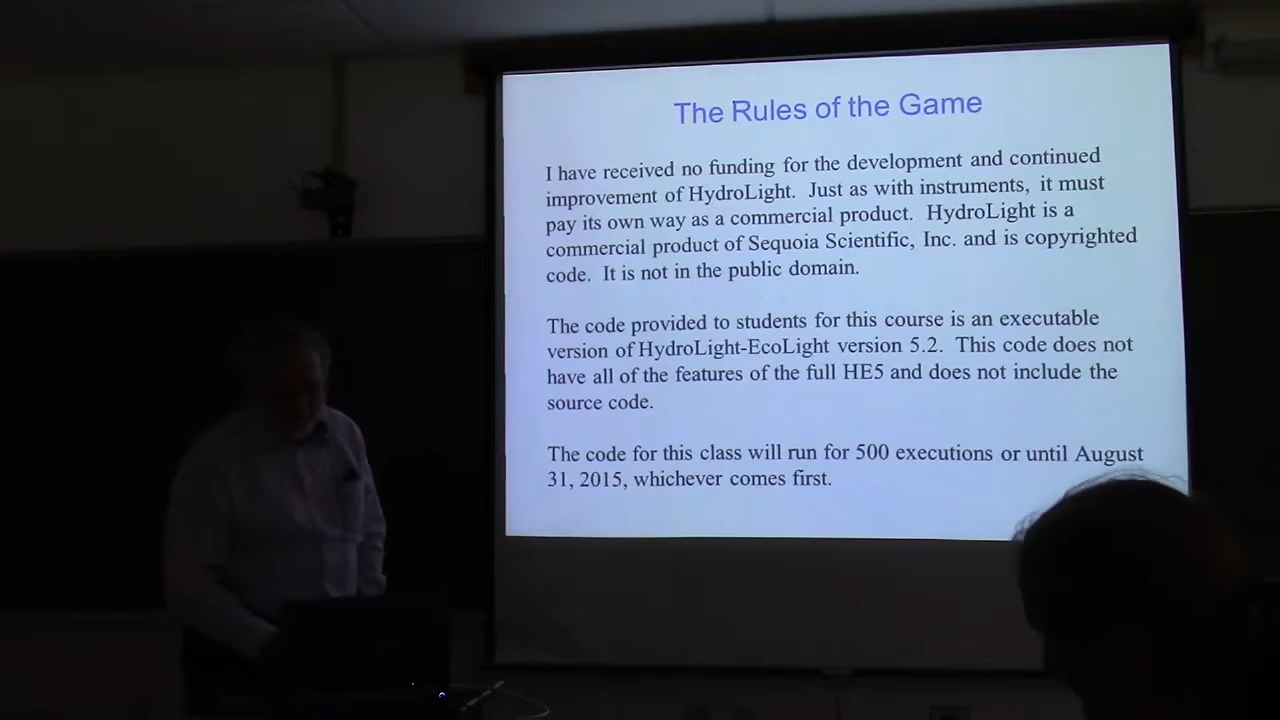 The Rules of the Game
I have received no funding for the development and continued
improvement of HydroLight. Just as with instruments, it must
pay its own way as a commercial product. HydroLight is a
commercial product of Sequoia Scientific, Inc. and is copyrighted
code. It is not in the public domain.
The code provided to students for this course is an executable
version of HydroLight-EcoLight version 5.2. This code does not
have all of the features of the full HE5 and does not include the
source code.
The code for this class will run for 500 executions or until August
31, 2015, whichever comes first.